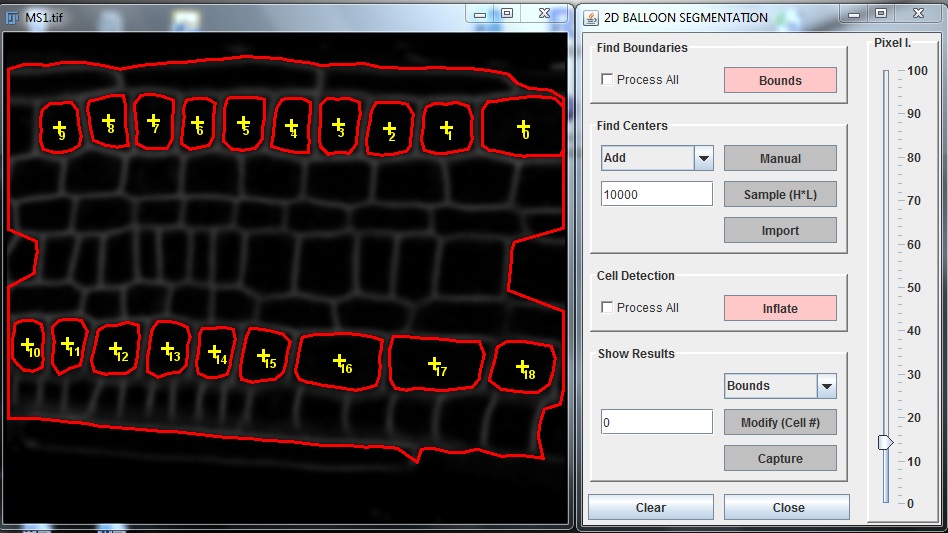 MS1.tif
9 8 7 6 5 4 3 2 1 0
10 11 12 13 14 15 16 17 18
2D BALLOON SEGMENTATION
Find Boundaries
Process All Bounds
Find Centers
Add Manual
10000 Sample (H*L)
Import
Cell Detection
Process All Inflate
Show Results
Bounds
0 Modify (Cell #)
Capture
Clear Close
Pixel I.
100
90
80
70
60
50
40
30
20
10
0